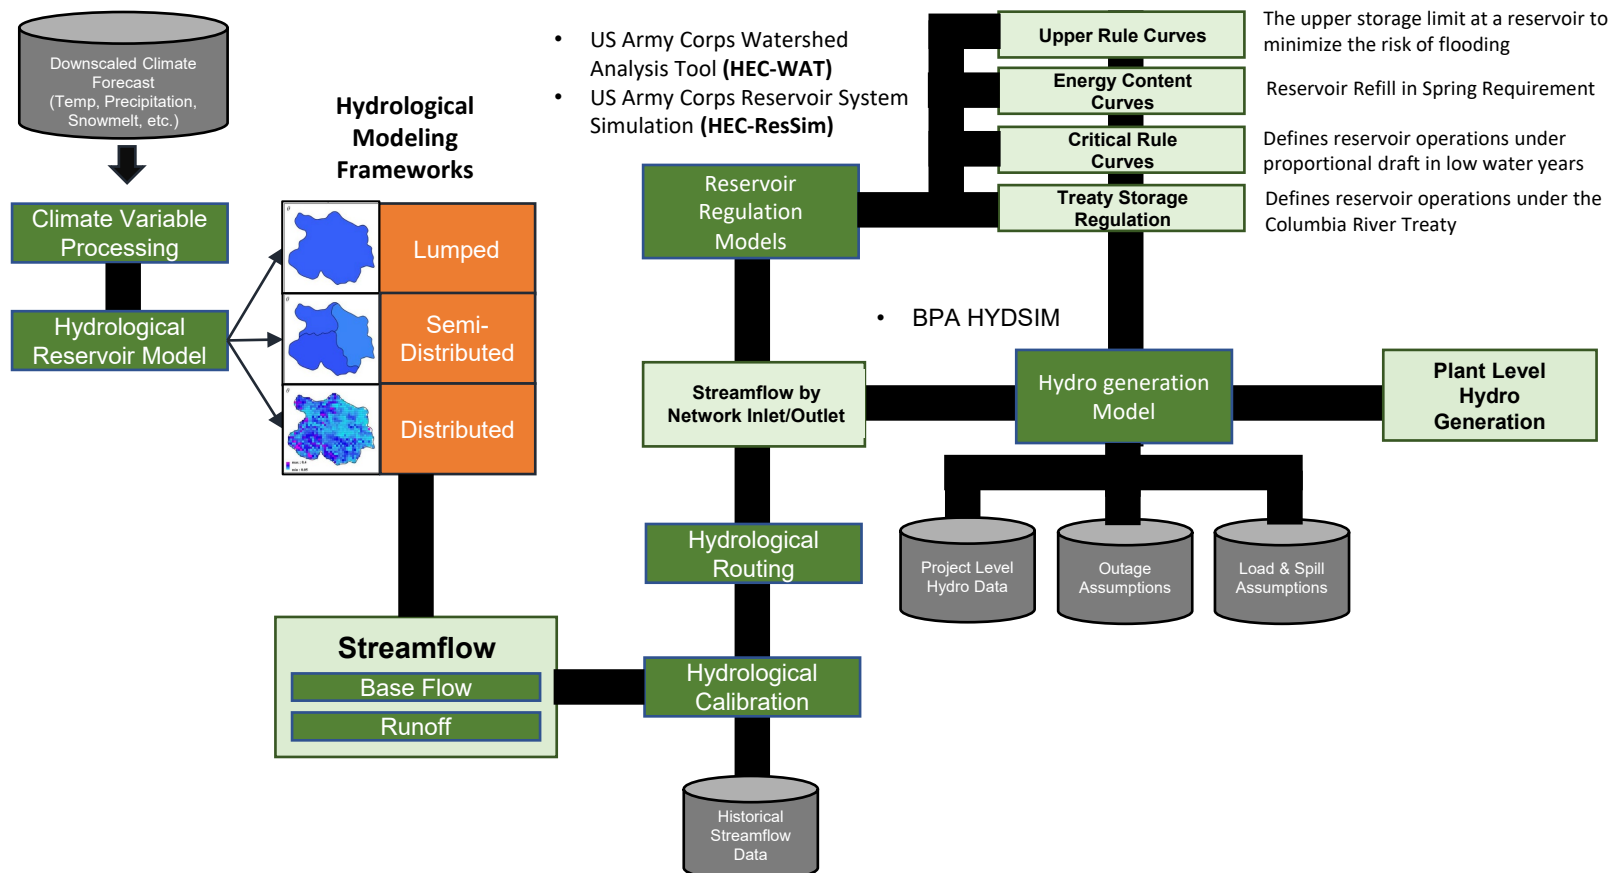 Downscaled Climate
Forecast
(Temp, Precipitation,
Snowmelt, etc.)
Climate Variable
Processing
Hydrological
Reservoir Model
Hydrological
Modeling
Frameworks
Lumped
Semi-
Distributed
Distributed
Streamflow
Base Flow
Runoff
• US Army Corps Watershed
Analysis Tool (HEC-WAT)
• US Army Corps Reservoir System
Simulation (HEC-ResSim)
Reservoir
Regulation
Models
Streamflow by
Network Inlet/Outlet
Hydrological
Routing
Hydrological
Calibration
Historical
Streamflow
Data
Upper Rule Curves
The upper storage limit at a reservoir to
minimize the risk of flooding
Energy Content
Curves
Reservoir Refill in Spring Requirement
Critical Rule
Curves
Defines reservoir operations under
proportional draft in low water years
Treaty Storage
Regulation
Defines reservoir operations under the
Columbia River Treaty
• BPA HYDSIM
Hydro generation
Model
Plant Level
Hydro
Generation
Project Level
Hydro Data
Outage
Assumptions
Load & Spill
Assumptions